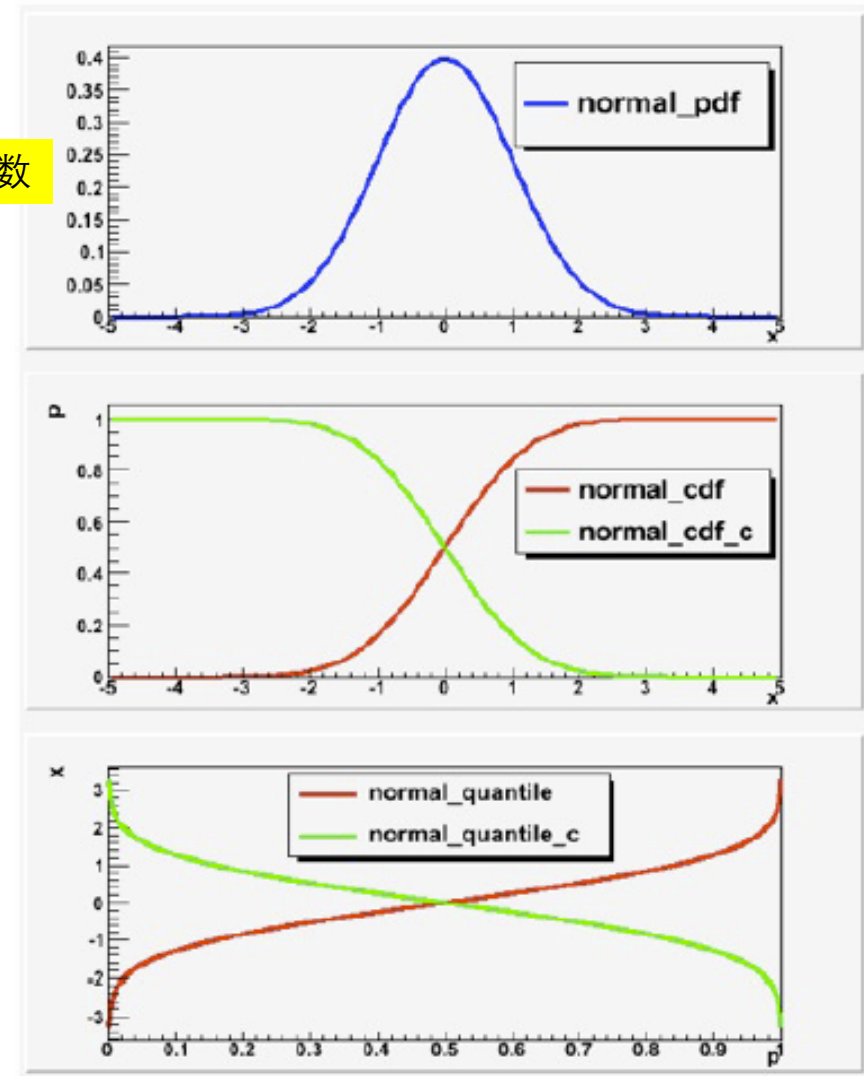 0.4
0.35
0.3
0.25
0.2
0.15
0.1
0.05
0
normal_pdf
数
-5 -4 -3 -2 -1 0 1 2 3 4 5
x
p
1
0.8
0.6
0.4
0.2
0
normal_cdf
normal_cdf_c
-5 -4 -3 -2 -1 0 1 2 3 4 5
x
x
3
2
1
0
-1
-2
-3
normal_quantile
normal_quantile_c
0 0.1 0.2 0.3 0.4 0.5 0.6 0.7 0.8 0.9 1
p